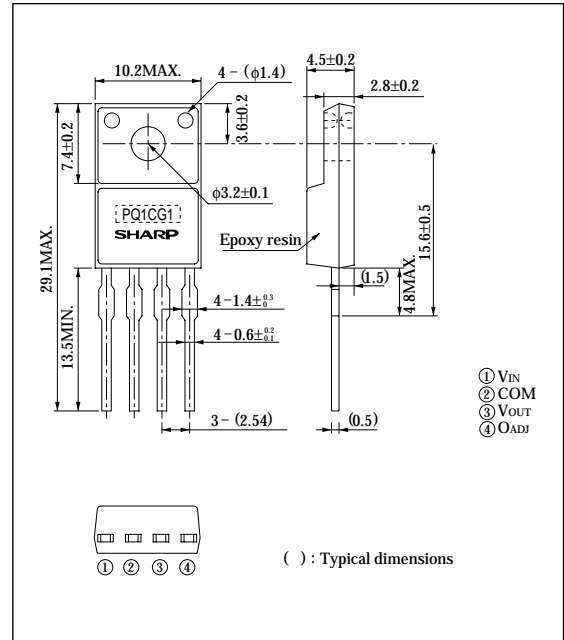 10.2MAX.
4－(φ1.4)
4.5±0.2
2.8±0.2
3.6±0.2
7.4±0.2
φ3.2±0.1
PQ1CG1
SHARP
Epoxy resin
29.1MAX.
15.6±0.5
(1.5)
4.8MAX.
13.5MIN.
4－1.4± 0.3 0
4－0.6± 0.2 0.1
3－(2.54)
(0.5)
① VIN
② COM
③ VOUT
④ OADJ
① ② ③ ④
( ) : Typical dimensions